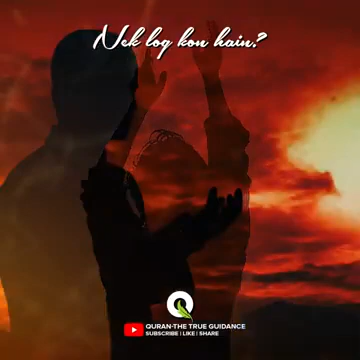 Nek log kon hain?
QURAN-THE TRUE GUIDANCE
SUBSCRIBE | LIKE | SHARE